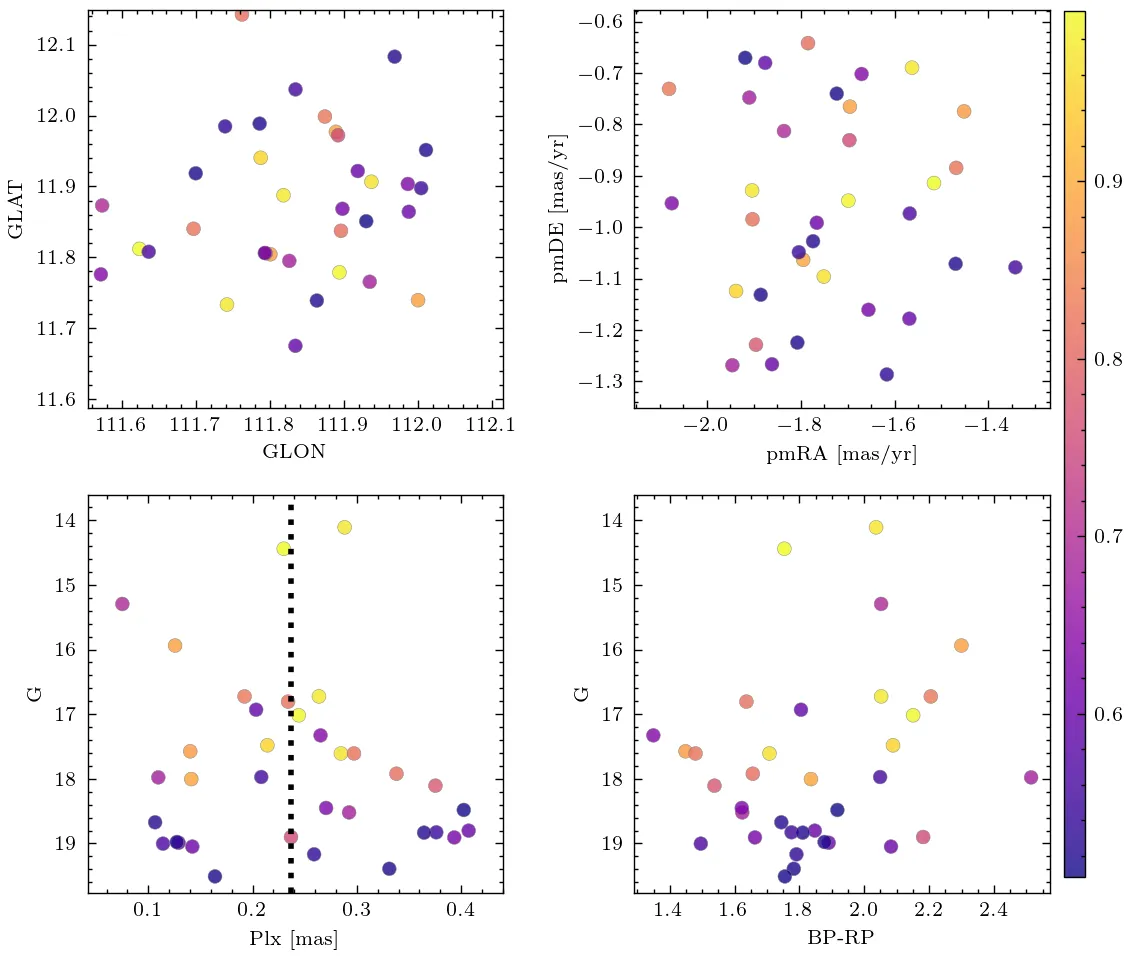 12.1
12.0
11.9
11.8
11.7
11.6
GLAT
111.6 111.7 111.8 111.9 112.0 112.1
GLON
−0.6
−0.7
−0.8
−0.9
−1.0
−1.1
−1.2
−1.3
pmDE [mas/yr]
−2.0 −1.8 −1.6 −1.4
pmRA [mas/yr]
14
15
16
17
18
19
G
0.1 0.2 0.3 0.4
Plx [mas]
14
15
16
17
18
19
G
1.4 1.6 1.8 2.0 2.2 2.4
BP-RP
0.9
0.8
0.7
0.6